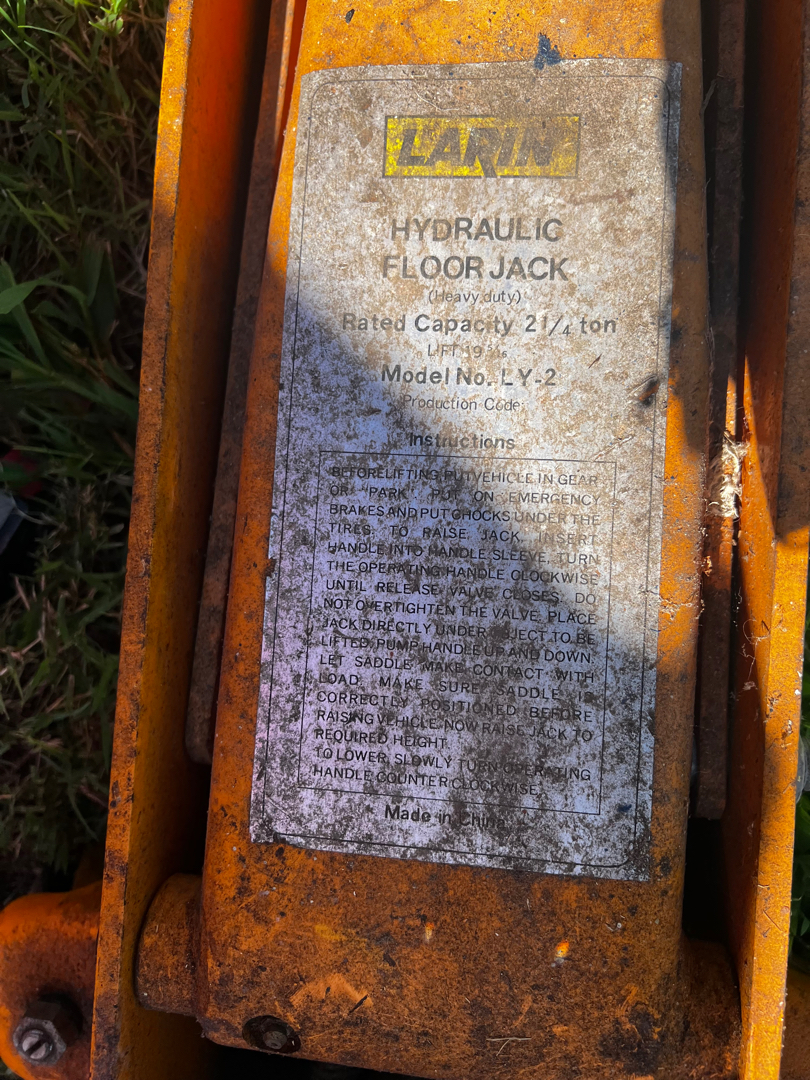 LARIN
HYDRAULIC
FLOOR JACK
(Heavy duty)
Rated Capacity 2 1/4 ton
LIFT 19
Model No. LY-2
Production Code:
Instructions
BEFORE LIFTING, PUT VEHICLE IN GEAR
OR "PARK". PUT ON EMERGENCY
BRAKES AND PUT CHOCKS UNDER THE
TIRES. TO RAISE JACK, INSERT
HANDLE INTO HANDLE SLEEVE, TURN
THE OPERATING HANDLE CLOCKWISE
UNTIL RELEASE VALVE CLOSES. DO
NOT OVERTIGHTEN THE VALVE. PLACE
JACK DIRECTLY UNDER OBJECT TO BE
LIFTED, PUMP HANDLE UP AND DOWN.
LET SADDLE MAKE CONTACT WITH
LOAD. MAKE SURE SADDLE IS
CORRECTLY POSITIONED BEFORE
RAISING VEHICLE. NOW RAISE JACK TO
REQUIRED HEIGHT.
TO LOWER, SLOWLY TURN OPERATING
HANDLE COUNTER CLOCKWISE.
Made in China